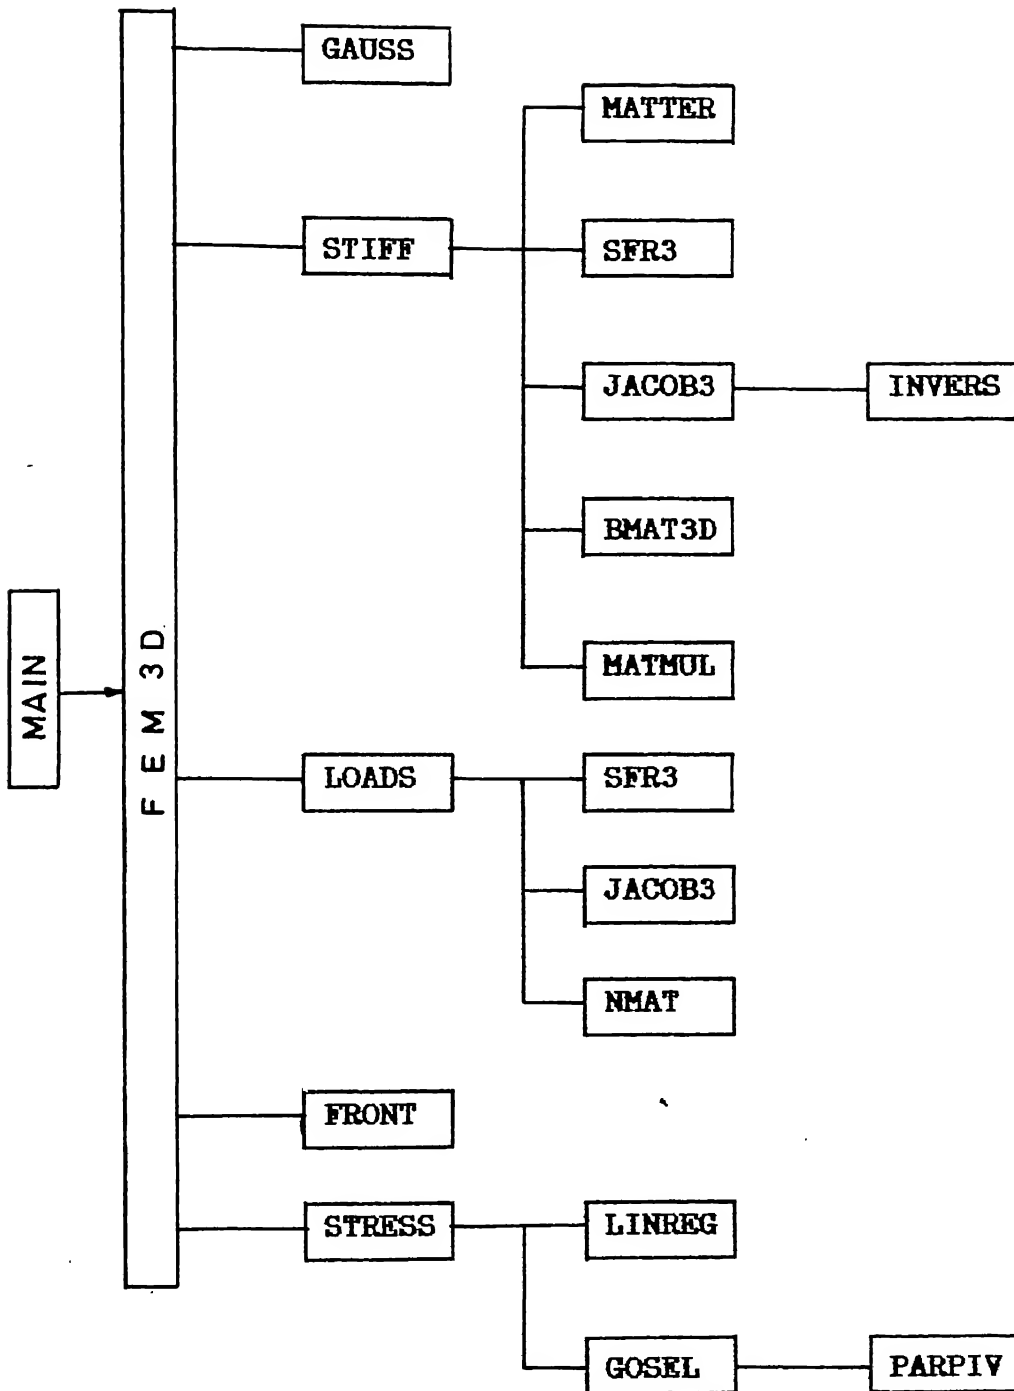 GAUSS
MATTER
STIFF
SFR3
JACOB3
INVERS
BMAT3D
MATMUL
MAIN
FEM 3D
LOADS
SFR3
JACOB3
NMAT
FRONT
STRESS
LINREG
GOSEL
PARPIV